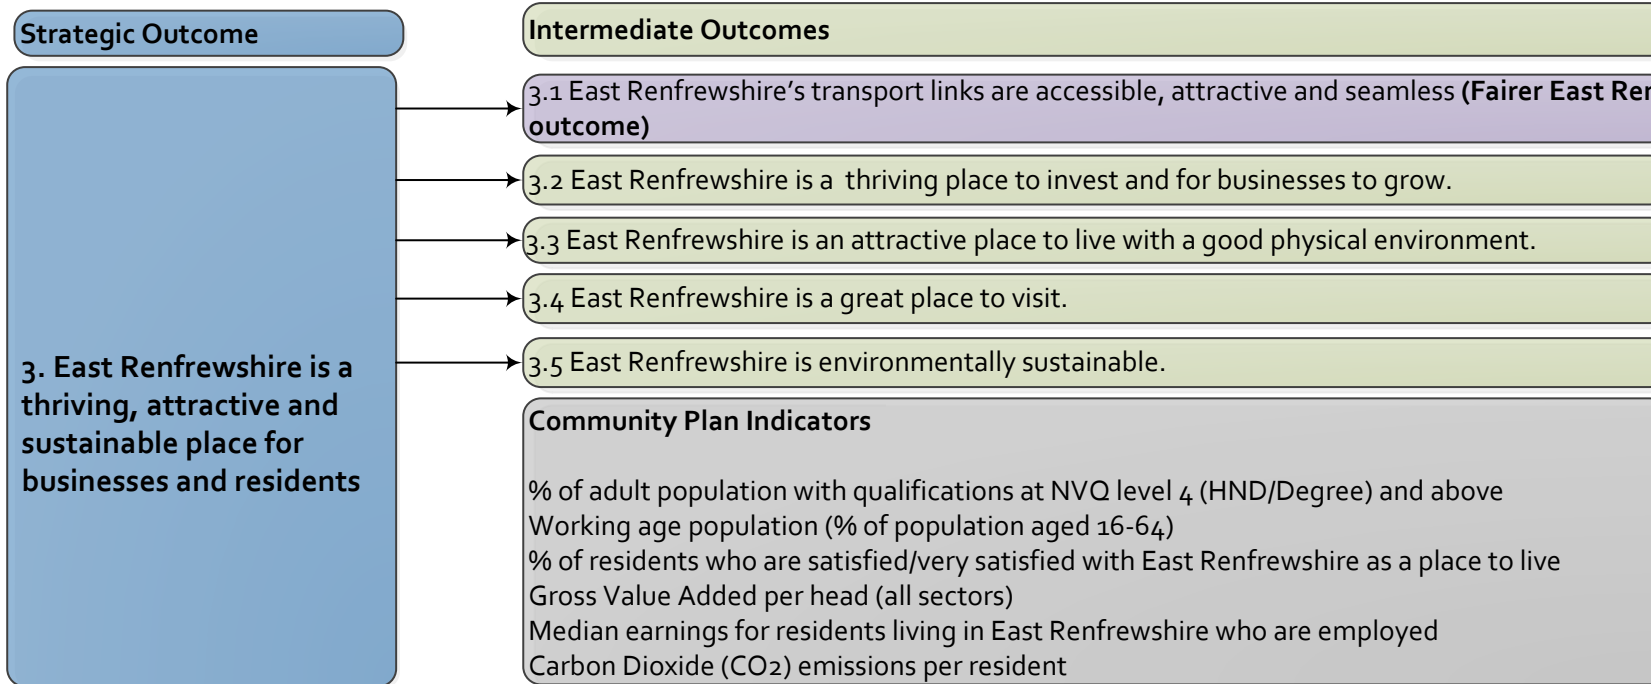 Strategic Outcome
3. East Renfrewshire is a
thriving, attractive and
sustainable place for
businesses and residents
Intermediate Outcomes
3.1 East Renfrewshire’s transport links are accessible, attractive and seamless (Fairer East
outcome)
3.2 East Renfrewshire is a thriving place to invest and for businesses to grow.
3.3 East Renfrewshire is an attractive place to live with a good physical environment.
3.4 East Renfrewshire is a great place to visit.
3.5 East Renfrewshire is environmentally sustainable.
Community Plan Indicators
% of adult population with qualifications at NVQ level 4 (HND/Degree) and above
Working age population (% of population aged 16-64)
% of residents who are satisfied/very satisfied with East Renfrewshire as a place to live
Gross Value Added per head (all sectors)
Median earnings for residents living in East Renfrewshire who are employed
Carbon Dioxide (CO2) emissions per resident